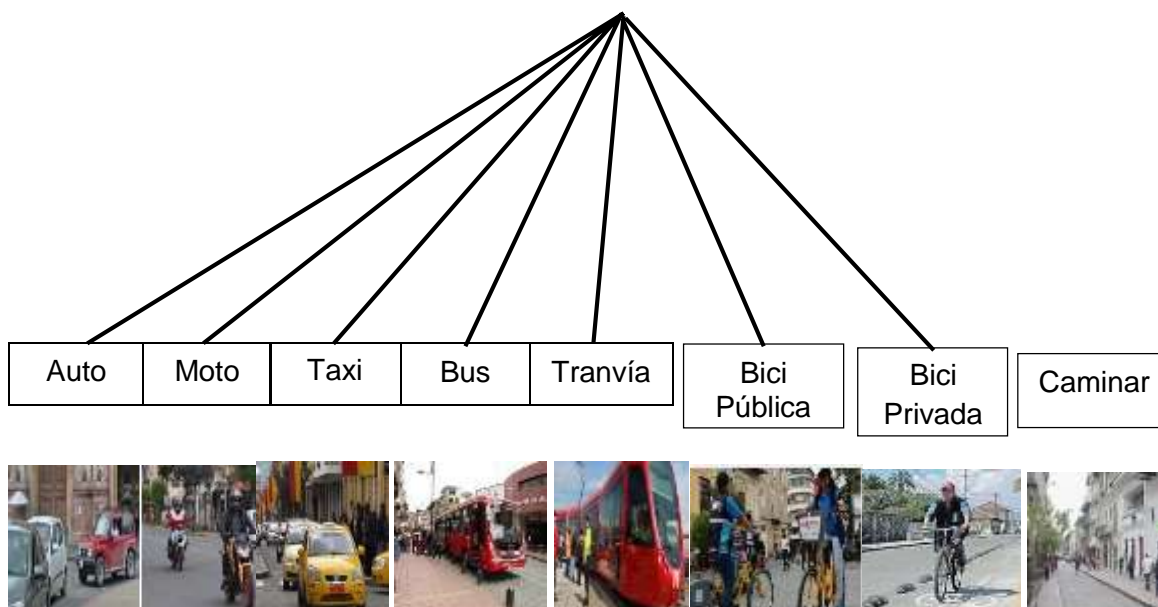 Auto
Moto
Taxi
Bus
Tranvía
Bici
Pública
Bici
Privada
Caminar